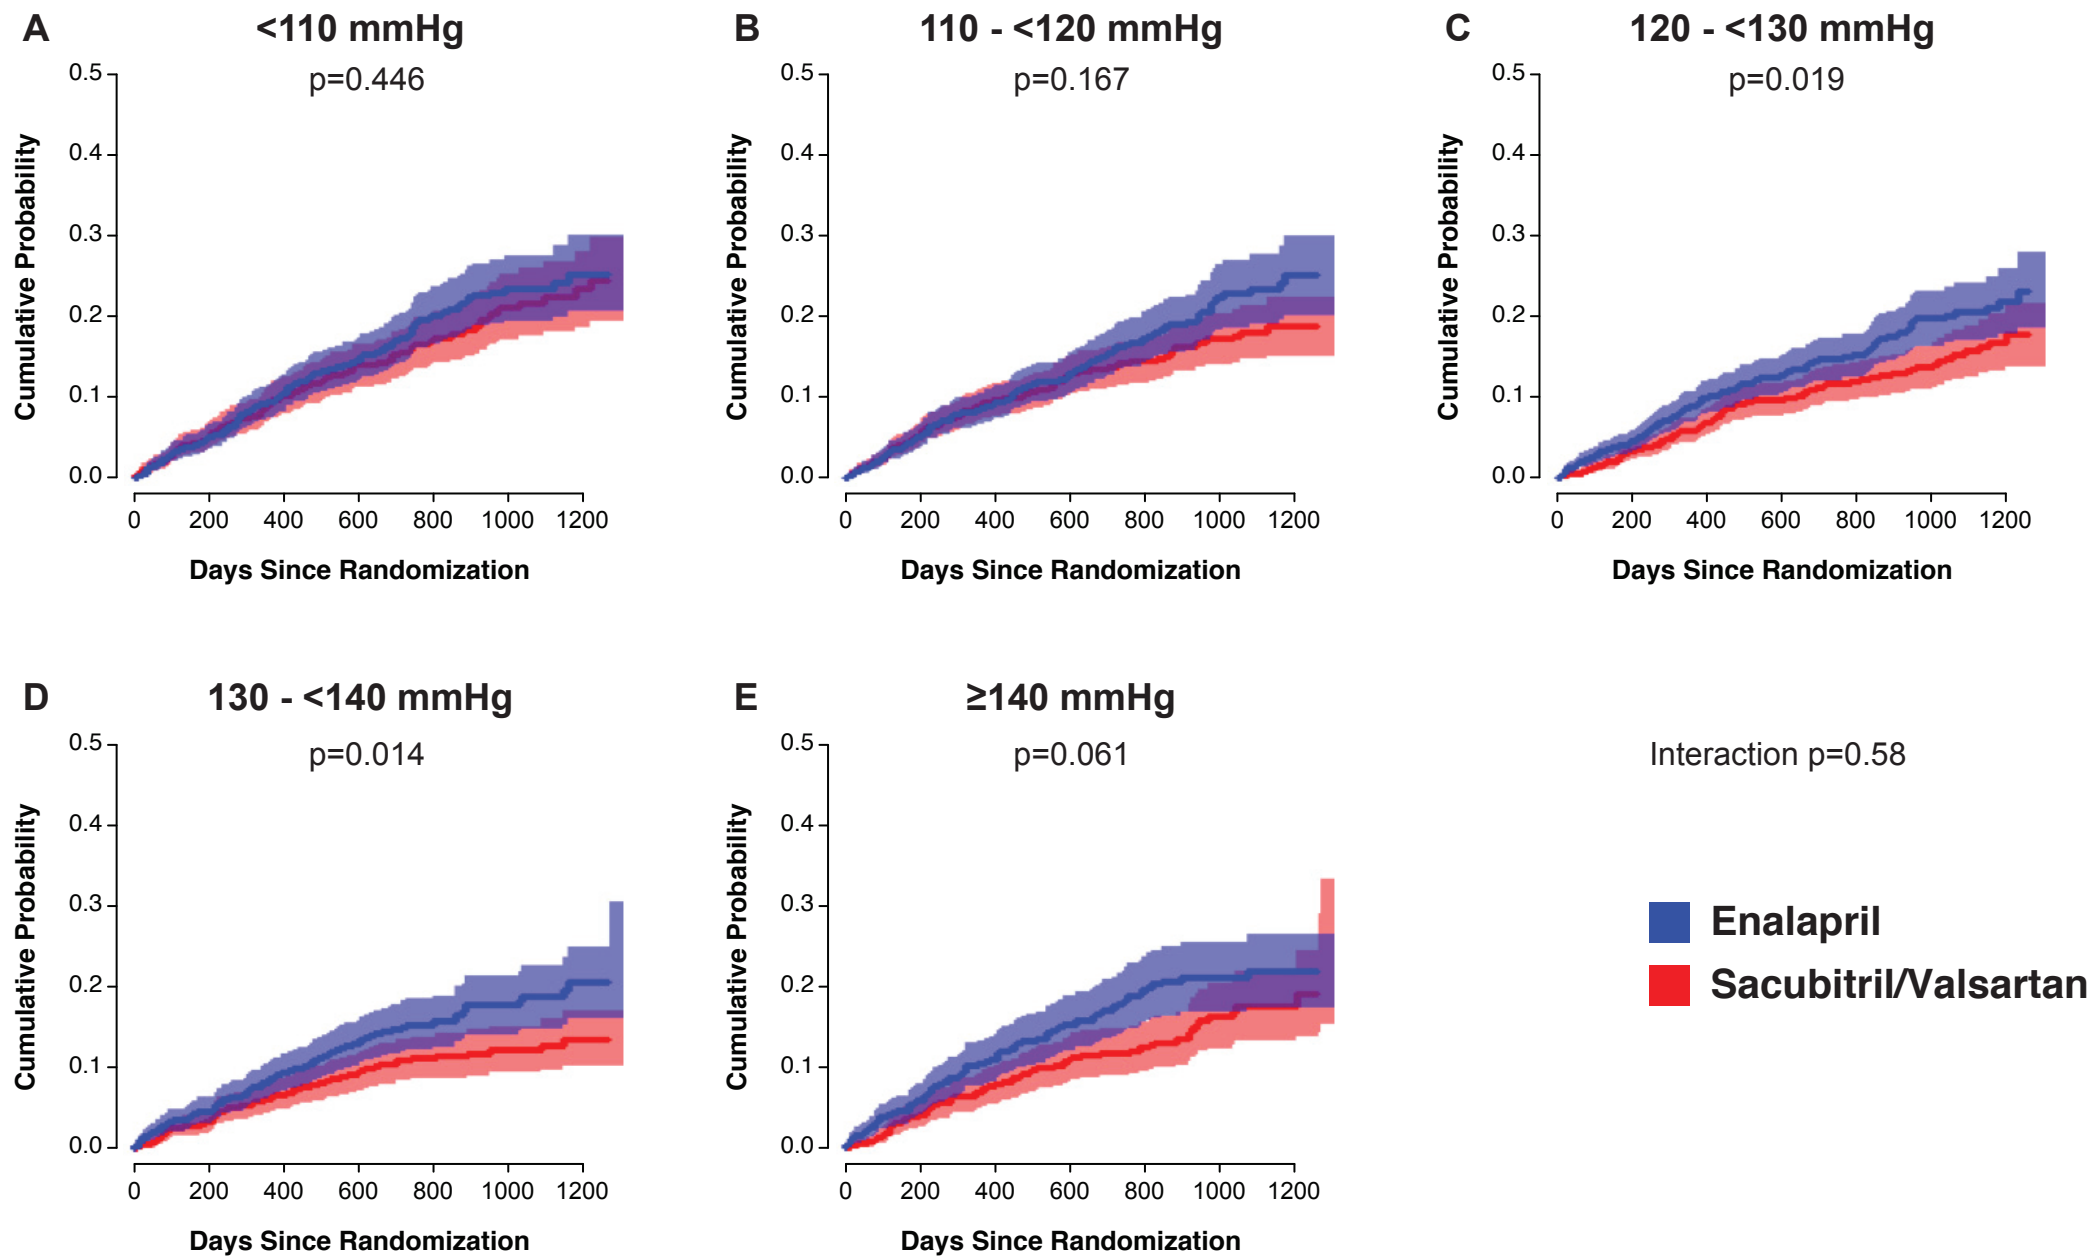 A
<110 mmHg
p=0.446
Cumulative Probability
0.5
0.4
0.3
0.2
0.1
0.0
0 200 400 600 800 1000 1200
Days Since Randomization
B
110 - <120 mmHg
p=0.167
Cumulative Probability
0.5
0.4
0.3
0.2
0.1
0.0
0 200 400 600 800 1000 1200
Days Since Randomization
C
120 - <130 mmHg
p=0.019
Cumulative Probability
0.5
0.4
0.3
0.2
0.1
0.0
0 200 400 600 800 1000 1200
Days Since Randomization
D
130 - <140 mmHg
p=0.014
Cumulative Probability
0.5
0.4
0.3
0.2
0.1
0.0
0 200 400 600 800 1000 1200
Days Since Randomization
E
≥140 mmHg
p=0.061
Cumulative Probability
0.5
0.4
0.3
0.2
0.1
0.0
0 200 400 600 800 1000 1200
Days Since Randomization
Interaction p=0.58
Enalapril
Sacubitril/Valsartan